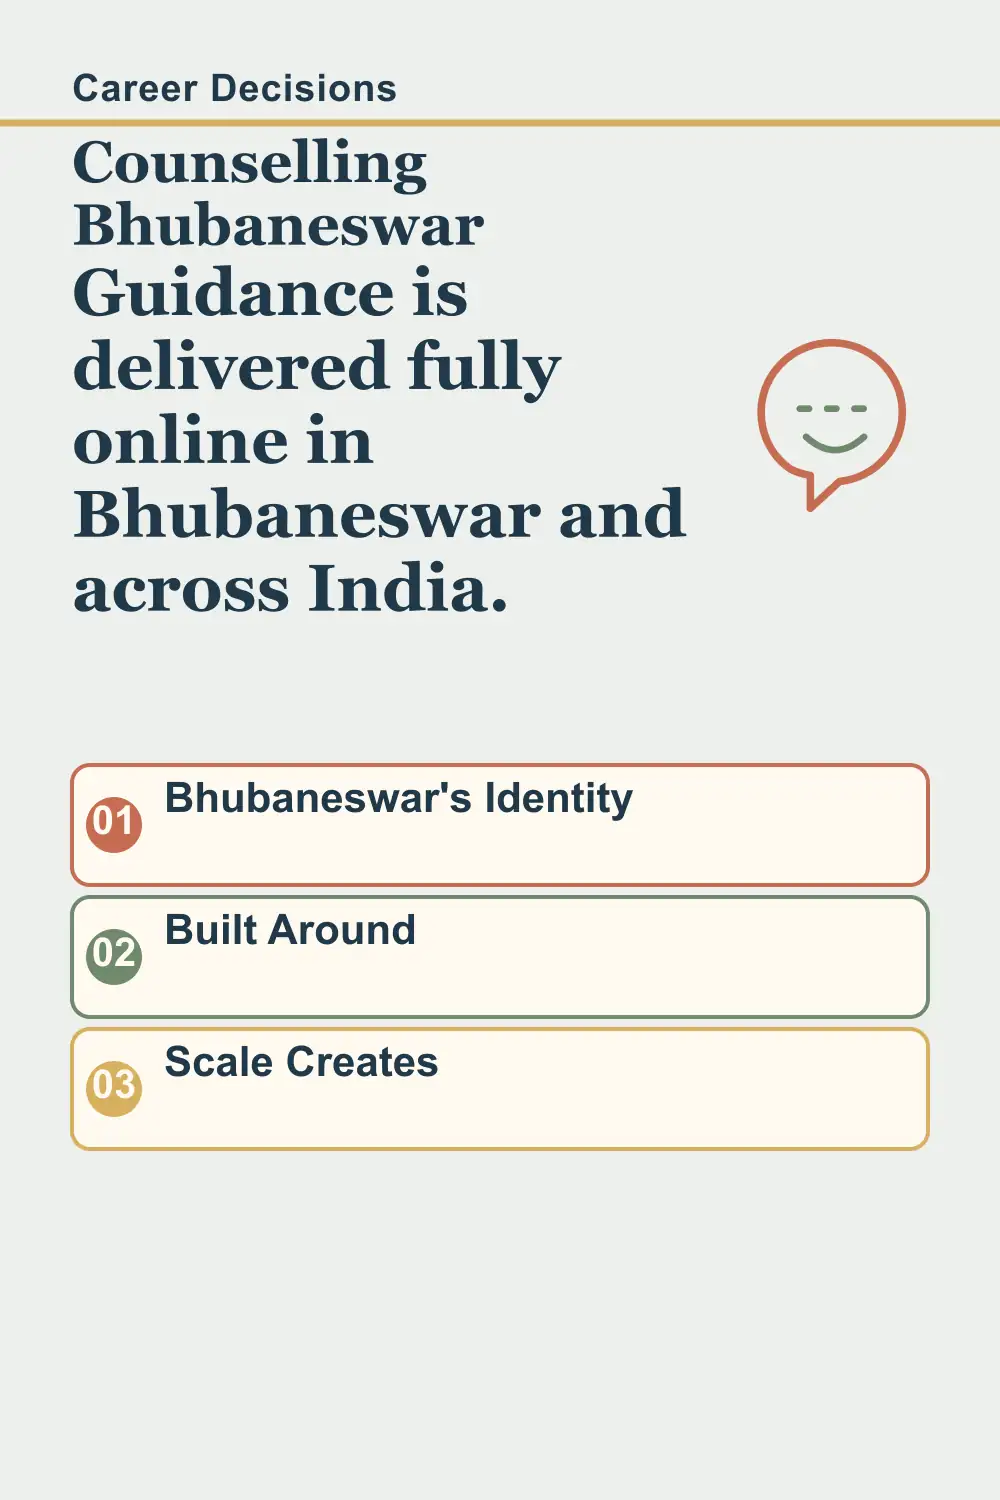 Career Decisions
Counselling
Bhubaneswar
Guidance is
delivered fully
online in
Bhubaneswar and
across India.
01 Bhubaneswar's Identity
02 Built Around
03 Scale Creates